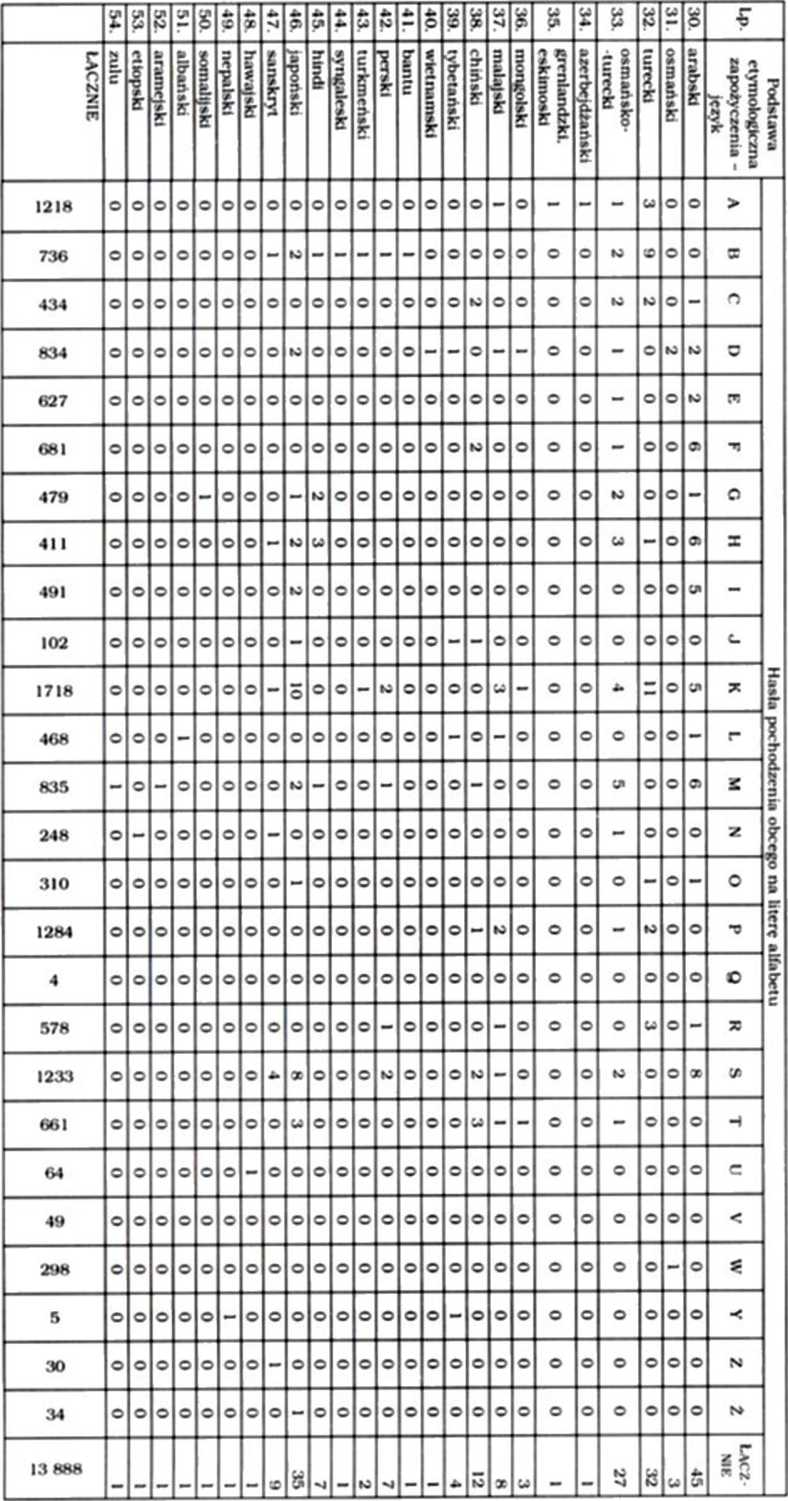 Lp. Podstawa etymologiczna zapożyczenia – język Hasła pochodzenia obcego na literę alfabetu
A B C D E F G H I J K L M N O P Q R S T U V W Y Z Ż ŁĄCZ-NIE
30. arabski 0 0 1 2 2 6 1 6 5 0 5 1 6 0 1 0 0 1 8 0 0 0 0 0 0 0 45
31. osmański 0 0 0 2 0 0 0 0 0 0 0 0 0 0 0 0 0 0 0 0 0 0 1 0 0 0 3
32. turecki 3 9 2 0 0 0 0 1 0 0 11 0 0 0 1 2 0 3 0 0 0 0 0 0 0 0 32
33. osmańsko-
-turecki 1 2 2 1 1 1 2 3 0 0 4 0 5 1 0 1 0 0 2 1 0 0 0 0 0 0 27
34. azerbejdżański 1 0 0 0 0 0 0 0 0 0 0 0 0 0 0 0 0 0 0 0 0 0 0 0 0 0 1
35. grenlandzki,
eskimoski 1 0 0 0 0 0 0 0 0 0 0 0 0 0 0 0 0 0 0 0 0 0 0 0 0 0 1
36. mongolski 0 0 0 1 0 0 0 0 0 0 1 0 0 0 0 0 0 0 0 1 0 0 0 0 0 0 3
37. malajski 1 0 0 1 0 0 0 0 0 0 3 1 0 0 0 2 0 1 1 1 0 0 0 0 0 0 8
38. chiński 0 0 2 0 0 2 0 0 0 1 0 0 1 0 0 1 0 0 2 3 0 0 0 0 0 0 12
39. tybetański 0 0 0 1 0 0 0 0 0 1 0 1 0 0 0 0 0 0 0 0 0 0 0 1 0 0 4
40. wietnamski 0 0 0 1 0 0 0 0 0 0 0 0 0 0 0 0 0 0 0 0 0 0 0 0 0 0 1
41. bantu 0 1 0 0 0 0 0 0 0 0 0 0 0 0 0 0 0 0 0 0 0 0 0 0 0 0 1
42. perski 0 1 0 0 0 0 0 0 0 0 2 0 1 0 0 0 0 1 2 0 0 0 0 0 0 0 7
43. turkmeński 0 1 0 0 0 0 0 0 0 0 1 0 0 0 0 0 0 0 0 0 0 0 0 0 0 0 2
44. syngaleski 0 1 0 0 0 0 0 0 0 0 0 0 0 0 0 0 0 0 0 0 0 0 0 0 0 0 1
45. hindi 0 1 0 0 0 0 2 3 0 0 0 0 1 0 0 0 0 0 0 0 0 0 0 0 0 0 7
46. japoński 0 2 0 2 0 0 1 2 2 1 10 0 2 0 1 0 0 0 8 3 0 0 0 0 0 1 35
47. sanskryt 0 1 0 0 0 0 0 1 0 0 1 0 0 1 0 0 0 0 4 0 0 0 0 0 1 0 9
48. hawajski 0 0 0 0 0 0 0 0 0 0 0 0 0 0 0 0 0 0 0 0 1 0 0 0 0 0 1
49. nepalski 0 0 0 0 0 0 0 0 0 0 0 0 0 0 0 0 0 0 0 0 0 0 0 1 0 0 1
50. somalijski 0 0 0 0 0 0 1 0 0 0 0 0 0 0 0 0 0 0 0 0 0 0 0 0 0 0 1
51. albański 0 0 0 0 0 0 0 0 0 0 0 1 0 0 0 0 0 0 0 0 0 0 0 0 0 0 1
52. aramejski 0 0 0 0 0 0 0 0 0 0 0 0 1 0 0 0 0 0 0 0 0 0 0 0 0 0 1
53. etiopski 0 0 0 0 0 0 0 0 0 0 0 0 0 1 0 0 0 0 0 0 0 0 0 0 0 0 1
54. zulu 0 0 0 0 0 0 0 0 0 0 0 0 1 0 0 0 0 0 0 0 0 0 0 0 0 0 1
ŁĄCZNIE 1218 736 434 834 627 681 479 411 491 102 1718 468 835 248 310 1284 4 578 1233 661 64 49 298 5 30 34 13 888